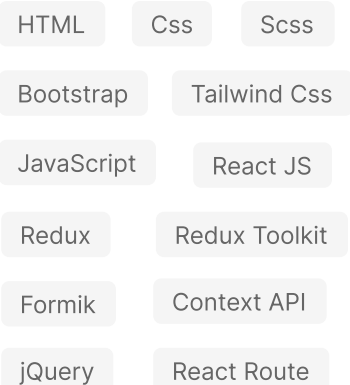 HTML Css Scss
Bootstrap Tailwind Css
JavaScript React JS
Redux Redux Toolkit
Formik Context API
jQuery React Route